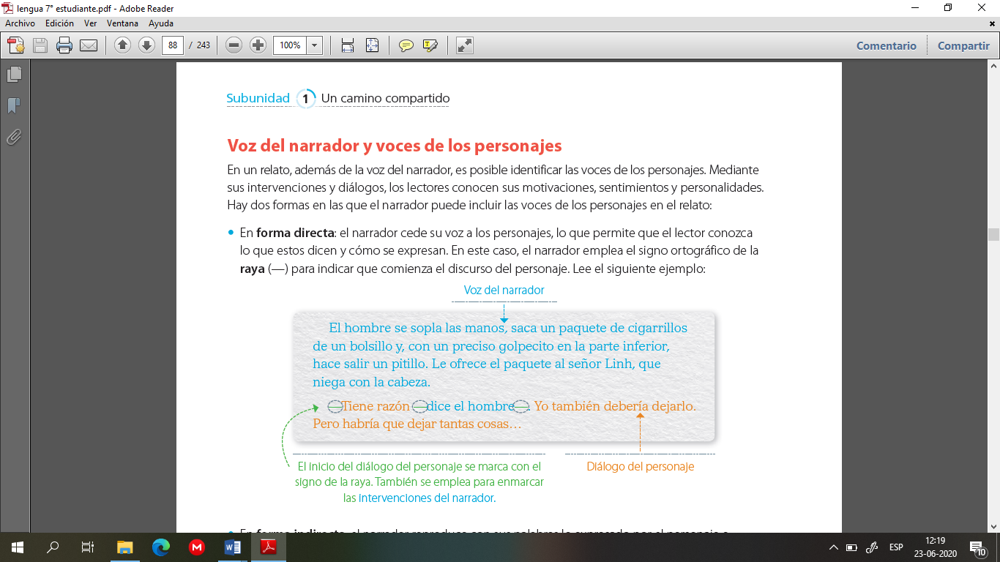 lengua 7° estudiante.pdf - Adobe Reader
Archivo Edición Ver Ventana Ayuda
88 / 243 100% Comentario Compartir
Subunidad 1 Un camino compartido
Voz del narrador y voces de los personajes
En un relato, además de la voz del narrador, es posible identificar las voces de los personajes. Mediante
sus intervenciones y diálogos, los lectores conocen sus motivaciones, sentimientos y personalidades.
Hay dos formas en las que el narrador puede incluir las voces de los personajes en el relato:
• En forma directa: el narrador cede su voz a los personajes, lo que permite que el lector conozca
lo que estos dicen y cómo se expresan. En este caso, el narrador emplea el signo ortográfico de la
raya (—) para indicar que comienza el discurso del personaje. Lee el siguiente ejemplo:
Voz del narrador
El hombre se sopla las manos, saca un paquete de cigarrillos
de un bolsillo y, con un preciso golpecito en la parte inferior,
hace salir un pitillo. Le ofrece el paquete al señor Linh, que
niega con la cabeza.
—Tiene razón —dice el hombre—. Yo también debería dejarlo.
Pero habría que dejar tantas cosas…
El inicio del diálogo del personaje se marca con el
signo de la raya. También se emplea para enmarcar
las intervenciones del narrador.
Diálogo del personaje
• En forma indirecta: el narrador reproduce con sus palabras lo expresado por el personaje o
ESP
12:19
23-06-2020
10